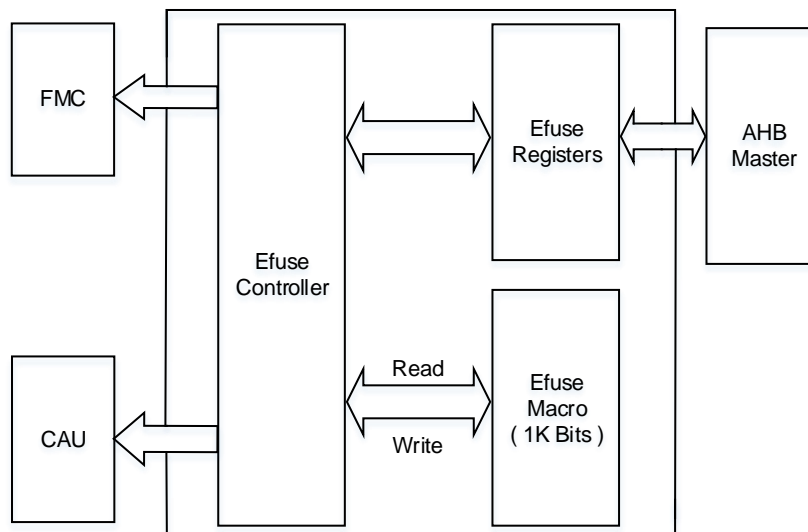 FMC
Efuse
Registers
AHB
Master
Efuse
Controller
Read
Efuse
Macro
( 1K Bits )
Write
CAU